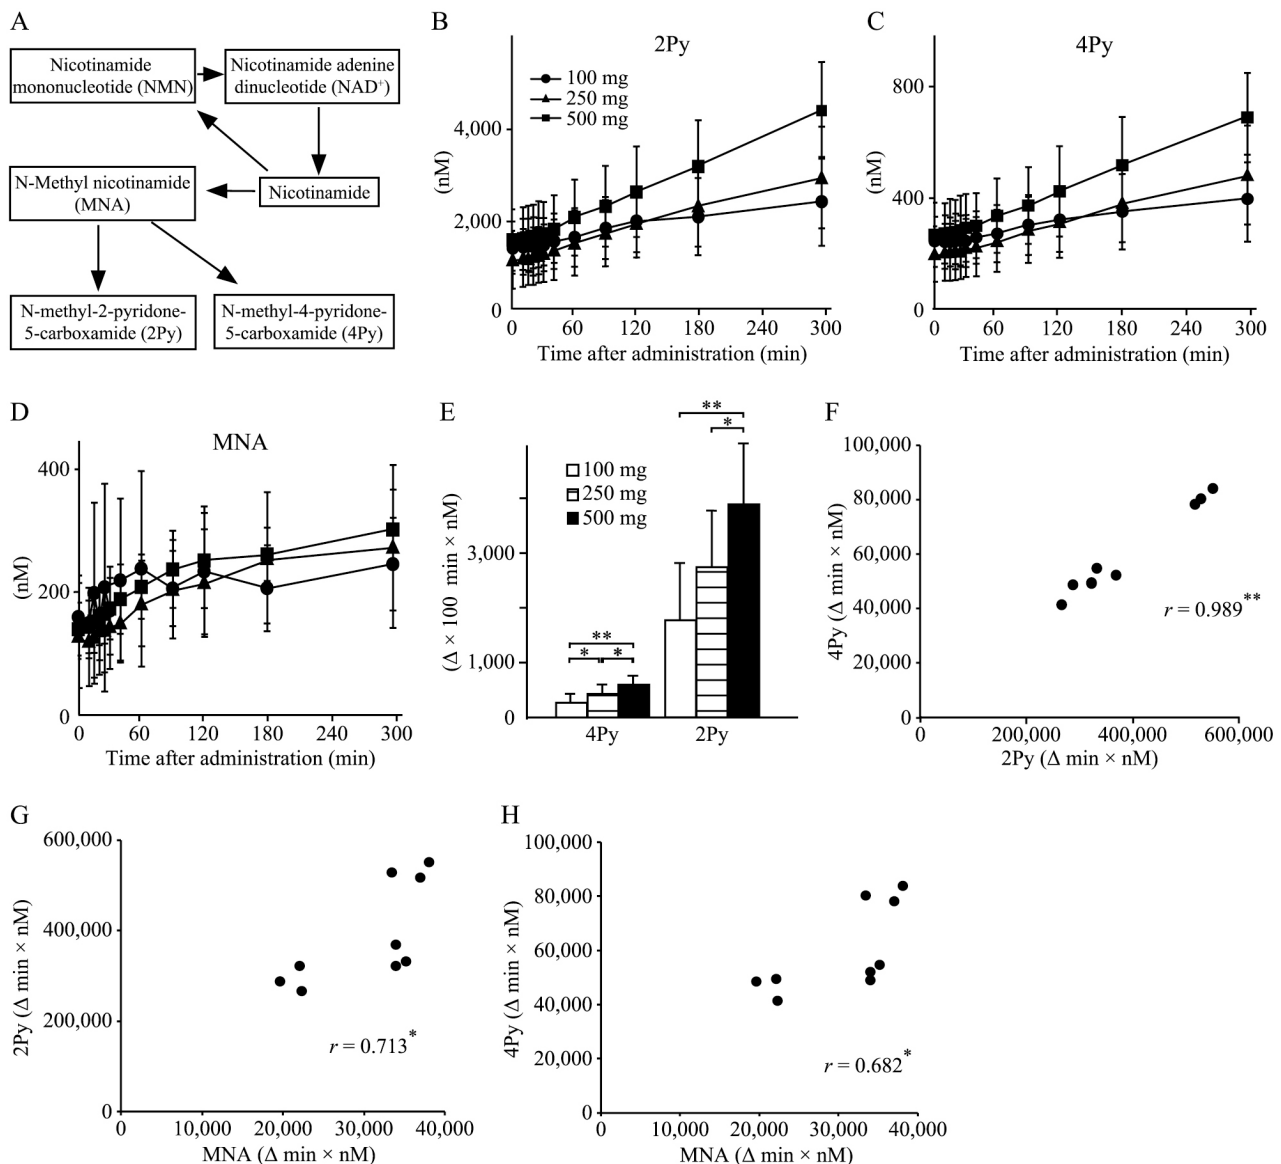 A
Nicotinamide
mononucleotide (NMN)
Nicotinamide adenine
dinucleotide (NAD⁺)
N-Methyl nicotinamide
(MNA)
Nicotinamide
N-methyl-2-pyridone-
5-carboxamide (2Py)
N-methyl-4-pyridone-
5-carboxamide (4Py)
B
2Py
100 mg
250 mg
500 mg
(nM)
4,000
2,000
0
0 60 120 180 240 300
Time after administration (min)
C
4Py
(nM)
800
400
0
0 60 120 180 240 300
Time after administration (min)
D
MNA
(nM)
400
200
0
0 60 120 180 240 300
Time after administration (min)
E
**
*
100 mg
250 mg
500 mg
(Δ × 100 min × nM)
3,000
1,000
0
**
* *
4Py 2Py
F
100,000
80,000
60,000
40,000
20,000
0
4Py (Δ min × nM)
r = 0.989**
0 200,000 400,000 600,000
2Py (Δ min × nM)
G
600,000
400,000
200,000
0
2Py (Δ min × nM)
r = 0.713*
0 10,000 20,000 30,000 40,000
MNA (Δ min × nM)
H
100,000
80,000
60,000
40,000
20,000
0
4Py (Δ min × nM)
r = 0.682*
0 10,000 20,000 30,000 40,000
MNA (Δ min × nM)